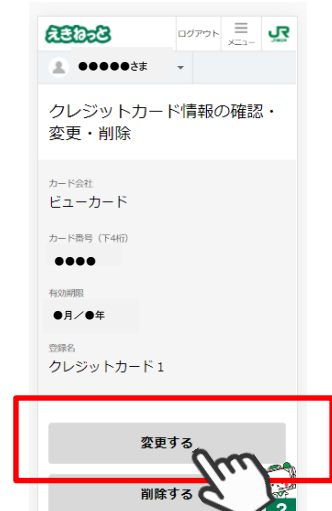 えきねっと
ログアウト
メニュー
JR
●●●●●さま
クレジットカード情報の確認・
変更・削除
カード会社
ビューカード
カード番号（下4桁）
●●●●
有効期限
●月／●年
登録名
クレジットカード1
変更する
削除する
?